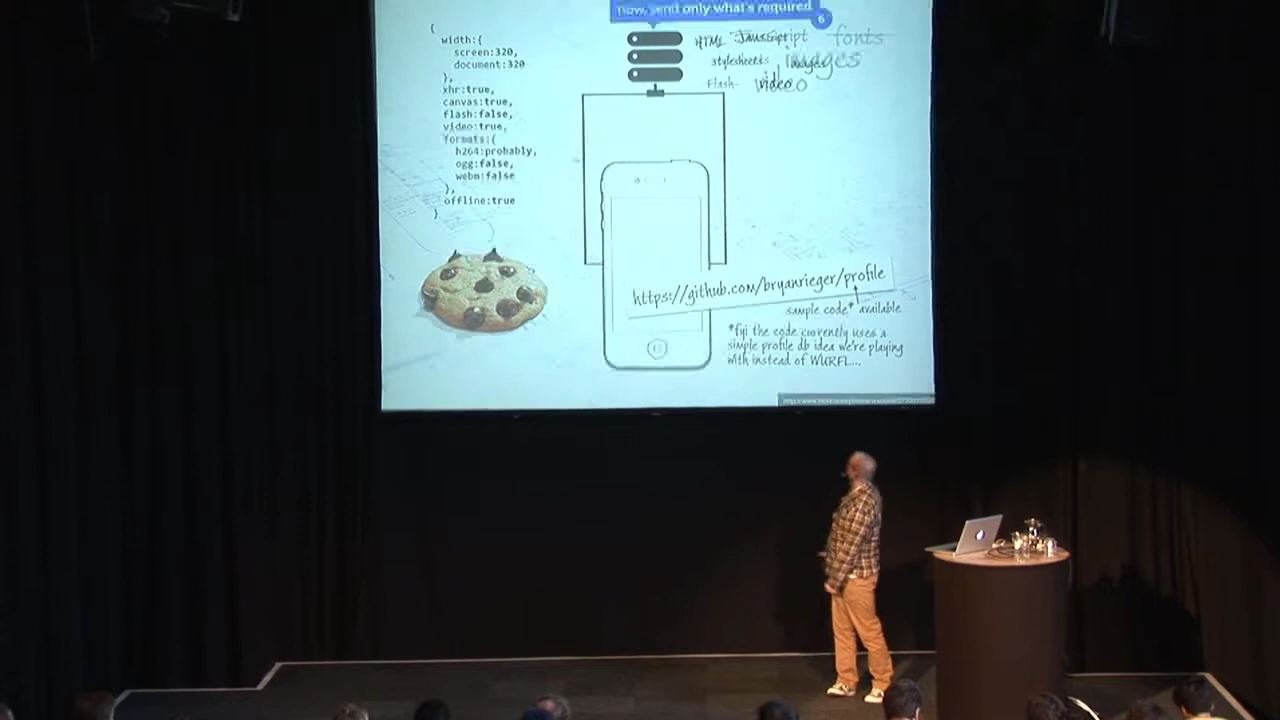 now, send only what's required
6
{
width:{
screen:320,
document:320
},
xhr:true,
canvas:true,
flash:false,
video:true,
formats:{
h264:probably,
ogg:false,
webm:false
},
offline:true
}
HTML JavaScript fonts
stylesheets images
Flash video
https://github.com/bryanrieger/profile
sample code* available
*fyi the code currently uses a
simple profile db idea we're playing
with instead of WURFL...